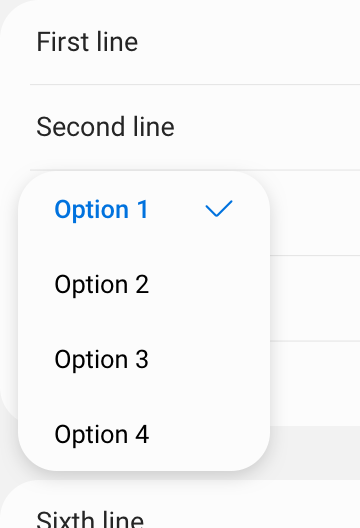 First line
Second line
Option 1
Option 2
Option 3
Option 4
Sixth line